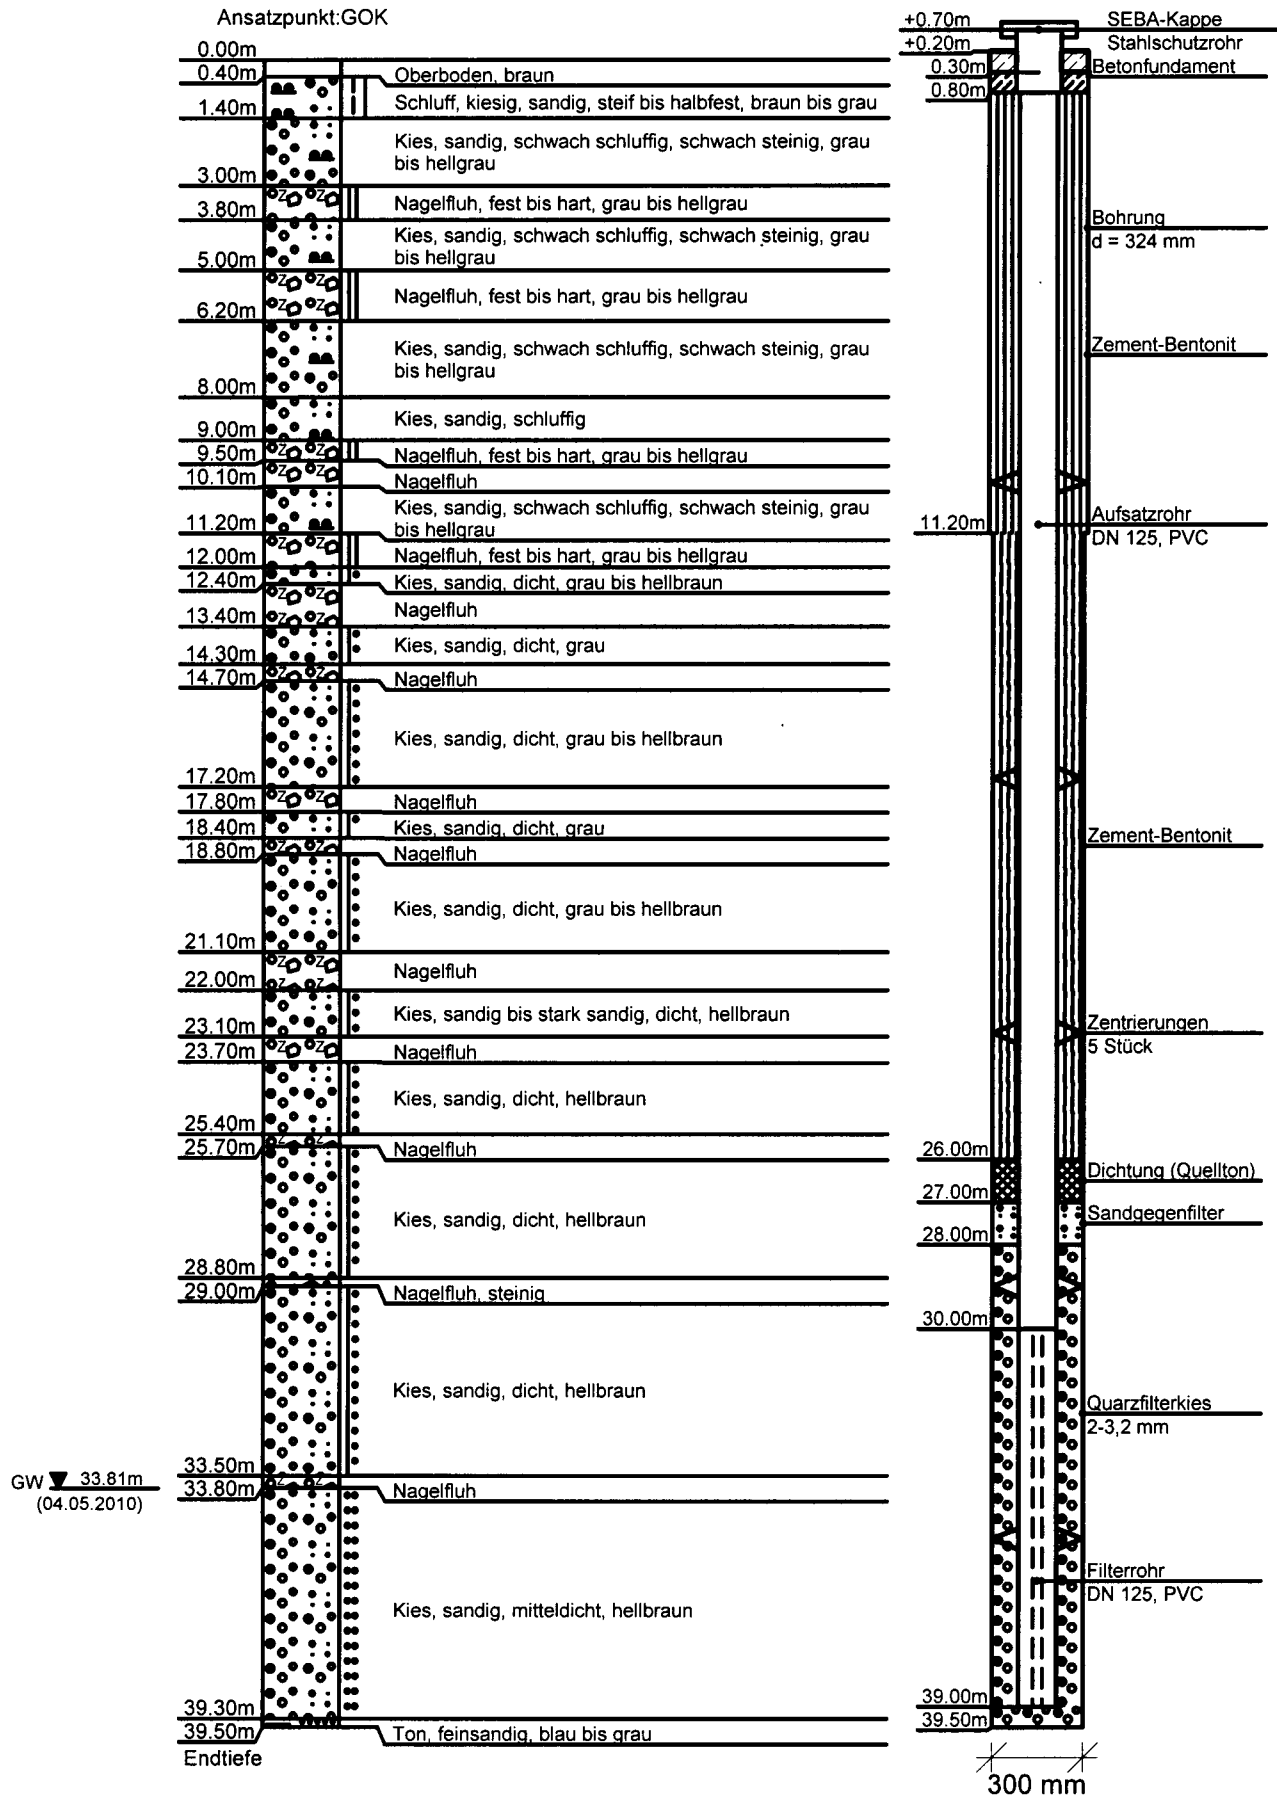 Ansatzpunkt:GOK
0.00m
0.40m
Oberboden, braun
Schluff, kiesig, sandig, steif bis halbfest, braun bis grau
1.40m
Kies, sandig, schwach schluffig, schwach steinig, grau
bis hellgrau
3.00m
Nagelfluh, fest bis hart, grau bis hellgrau
3.80m
Kies, sandig, schwach schluffig, schwach steinig, grau
bis hellgrau
5.00m
Nagelfluh, fest bis hart, grau bis hellgrau
6.20m
Kies, sandig, schwach schluffig, schwach steinig, grau
bis hellgrau
8.00m
Kies, sandig, schluffig
9.00m
9.50m
Nagelfluh, fest bis hart, grau bis hellgrau
10.10m
Nagelfluh
Kies, sandig, schwach schluffig, schwach steinig, grau
bis hellgrau
11.20m
Nagelfluh, fest bis hart, grau bis hellgrau
12.00m
12.40m
Kies, sandig, dicht, grau bis hellbraun
Nagelfluh
13.40m
Kies, sandig, dicht, grau
14.30m
14.70m
Nagelfluh
Kies, sandig, dicht, grau bis hellbraun
17.20m
17.80m
Nagelfluh
18.40m
Kies, sandig, dicht, grau
18.80m
Nagelfluh
Kies, sandig, dicht, grau bis hellbraun
21.10m
Nagelfluh
22.00m
Kies, sandig bis stark sandig, dicht, hellbraun
23.10m
23.70m
Nagelfluh
Kies, sandig, dicht, hellbraun
25.40m
25.70m
Nagelfluh
Kies, sandig, dicht, hellbraun
28.80m
29.00m
Nagelfluh, steinig
Kies, sandig, dicht, hellbraun
33.50m
GW 33.81m
(04.05.2010)
33.80m
Nagelfluh
Kies, sandig, mitteldicht, hellbraun
39.30m
39.50m
Ton, feinsandig, blau bis grau
Endtiefe
+0.70m
SEBA-Kappe
+0.20m
Stahlschutzrohr
0.30m
Betonfundament
0.80m
Bohrung
d = 324 mm
Zement-Bentonit
11.20m
Aufsatzrohr
DN 125, PVC
Zement-Bentonit
Zentrierungen
5 Stück
26.00m
Dichtung (Quellton)
27.00m
Sandgegenfilter
28.00m
30.00m
Quarzfilterkies
2-3,2 mm
Filterrohr
DN 125, PVC
39.00m
39.50m
300 mm